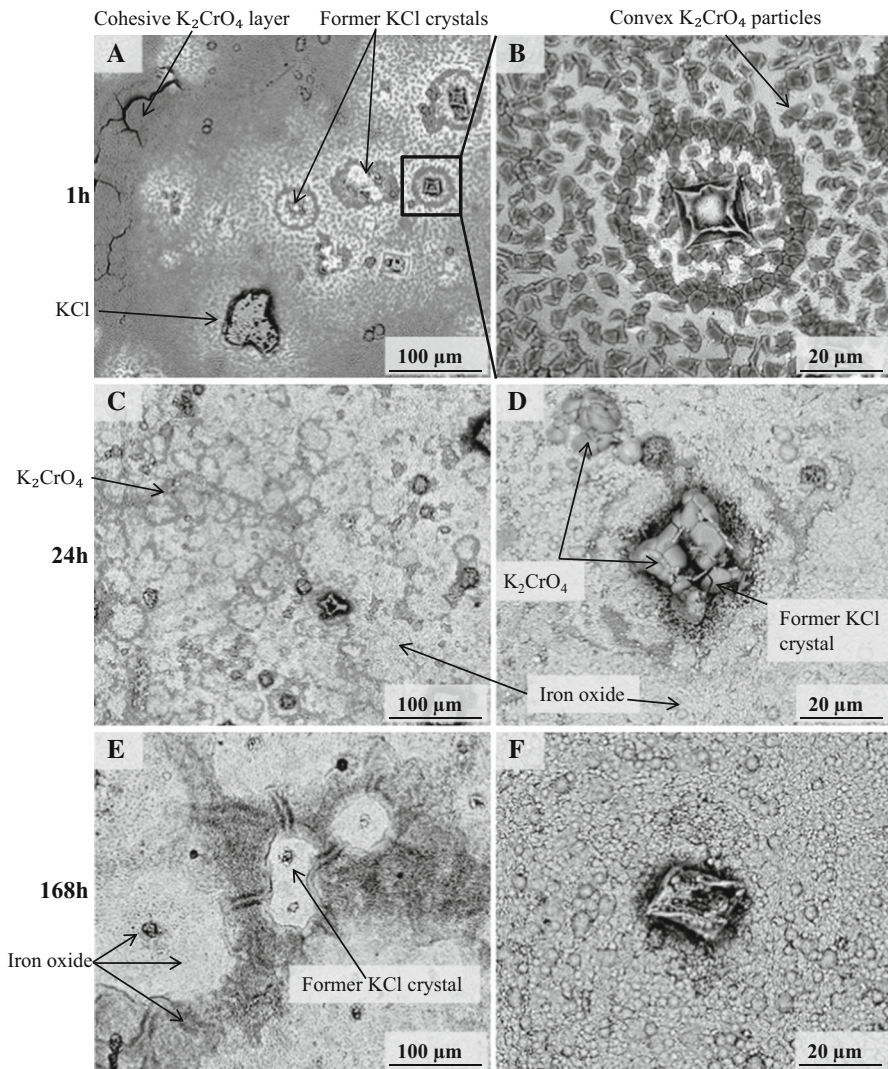 Cohesive K₂CrO₄ layer
Former KCl crystals
Convex K₂CrO₄ particles
A
B
1h
KCl
100 µm
20 µm
C
D
K₂CrO₄
24h
K₂CrO₄
Former KCl
crystal
Iron oxide
100 µm
20 µm
E
F
168h
Iron oxide
Former KCl crystal
100 µm
20 µm